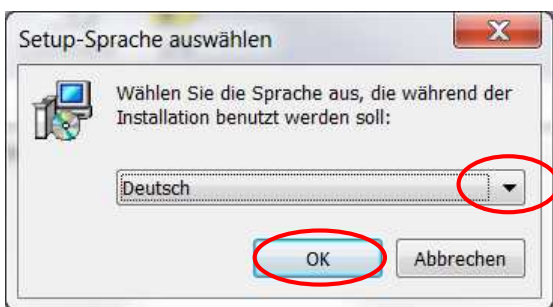 Setup-Sprache auswählen
Wählen Sie die Sprache aus, die während der
Installation benutzt werden soll:
Deutsch
OK
Abbrechen